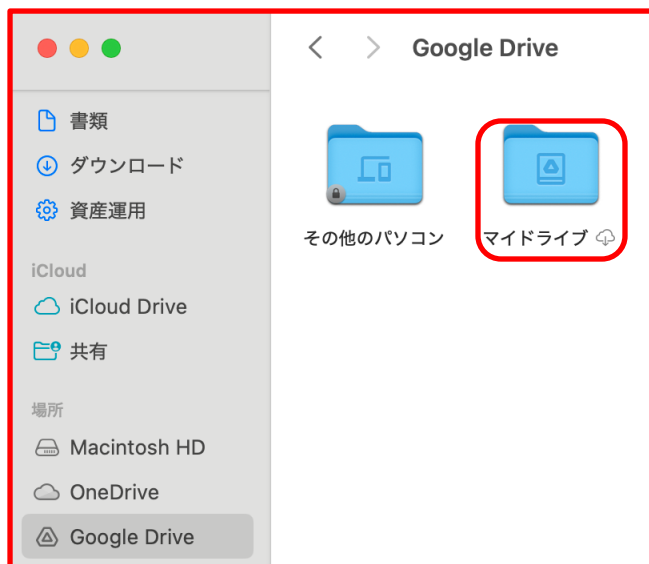 Google Drive
書類
ダウンロード
資産運用
iCloud
iCloud Drive
共有
場所
Macintosh HD
OneDrive
Google Drive
その他のパソコン
マイドライブ